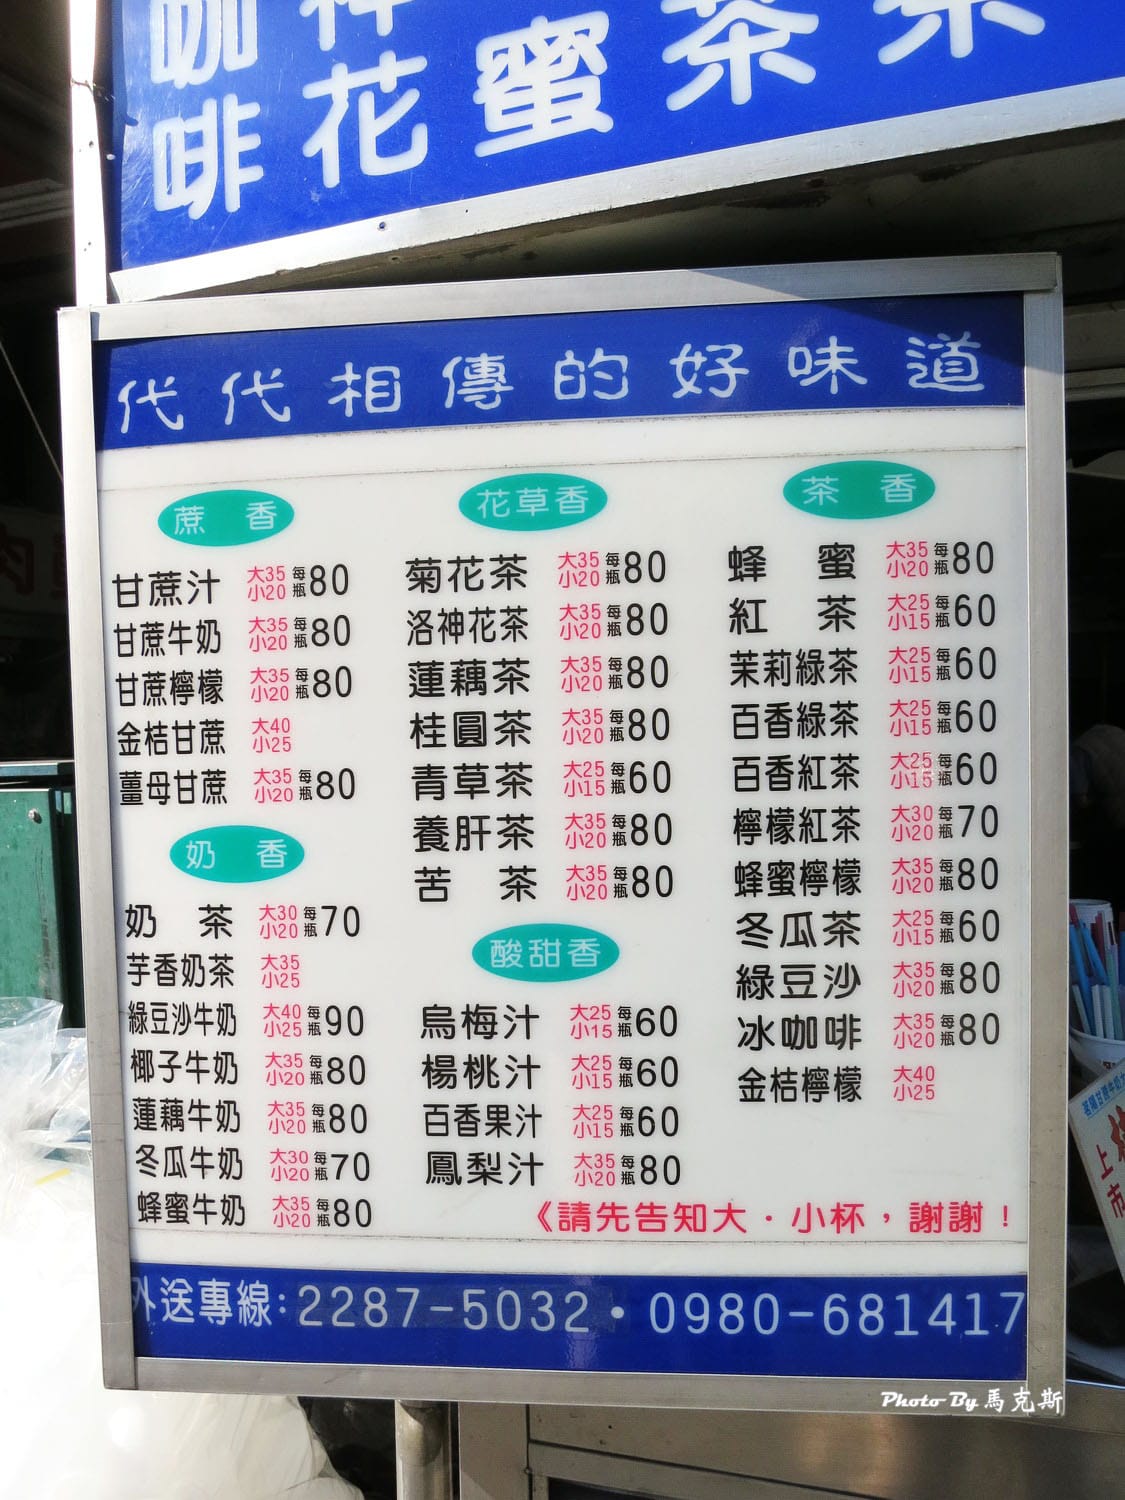 咖啡
神花
蜜
茶
茶
代代相傳的好味道
蔗 香
甘蔗汁 大35 小20 每瓶80
甘蔗牛奶 大35 小20 每瓶80
甘蔗檸檬 大35 小20 每瓶80
金桔甘蔗 大40 小25
薑母甘蔗 大35 小20 每瓶80
奶 香
奶 茶 大30 小20 每瓶70
芋香奶茶 大35 小25
綠豆沙牛奶 大40 小25 每瓶90
椰子牛奶 大35 小20 每瓶80
蓮藕牛奶 大35 小20 每瓶80
冬瓜牛奶 大30 小20 每瓶70
蜂蜜牛奶 大35 小20 每瓶80
花草香
菊花茶 大35 小20 每瓶80
洛神花茶 大35 小20 每瓶80
蓮藕茶 大35 小20 每瓶80
桂圓茶 大35 小20 每瓶80
青草茶 大25 小15 每瓶60
養肝茶 大35 小20 每瓶80
苦 茶 大35 小20 每瓶80
酸甜香
烏梅汁 大25 小15 每瓶60
楊桃汁 大25 小15 每瓶60
百香果汁 大25 小15 每瓶60
鳳梨汁 大35 小20 每瓶80
茶 香
蜂 蜜 大35 小20 每瓶80
紅 茶 大25 小15 每瓶60
茉莉綠茶 大25 小15 每瓶60
百香綠茶 大25 小15 每瓶60
百香紅茶 大25 小15 每瓶60
檸檬紅茶 大30 小20 每瓶70
蜂蜜檸檬 大35 小20 每瓶80
冬瓜茶 大25 小15 每瓶60
綠豆沙 大35 小20 每瓶80
冰咖啡 大35 小20 每瓶80
金桔檸檬 大40 小25
《請先告知大·小杯，謝謝！
外送專線:2287-5032·0980-681417
上市
Photo By 馬克斯